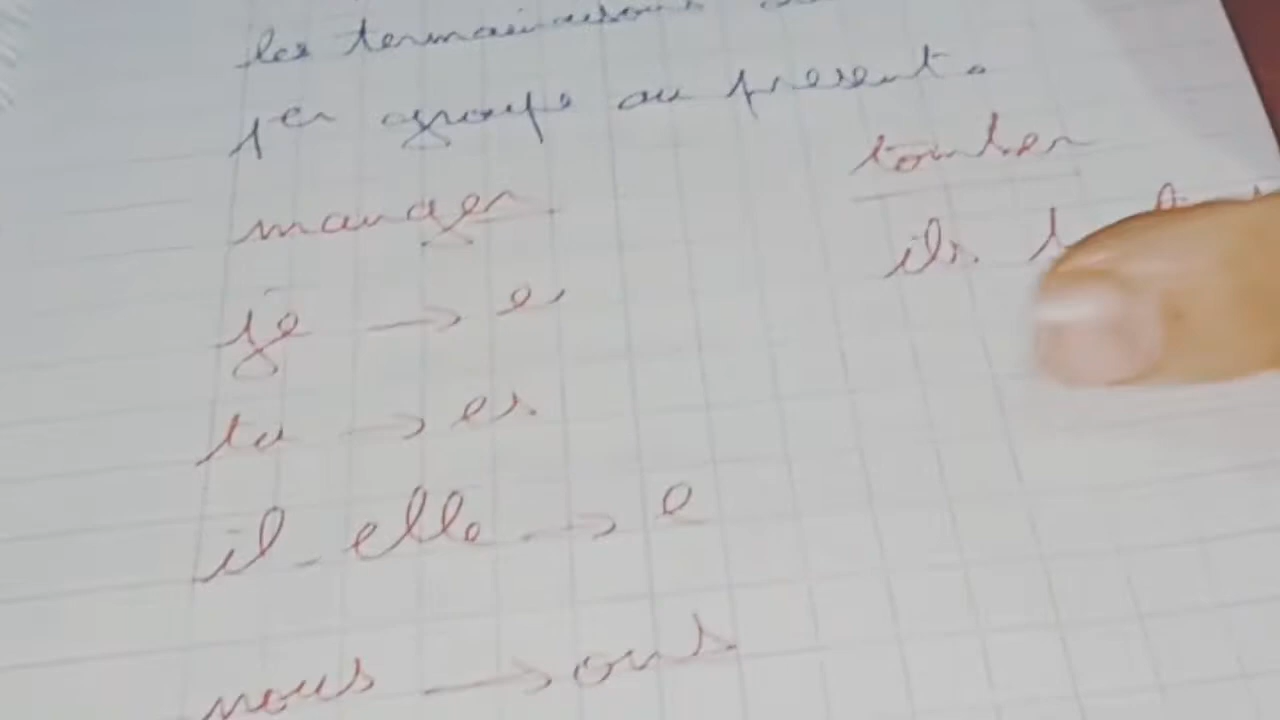 les terminaisons
1er groupe au présent.
manger
je → e
tu → es.
il - elle → e
nous → ons.
tomber
ils.